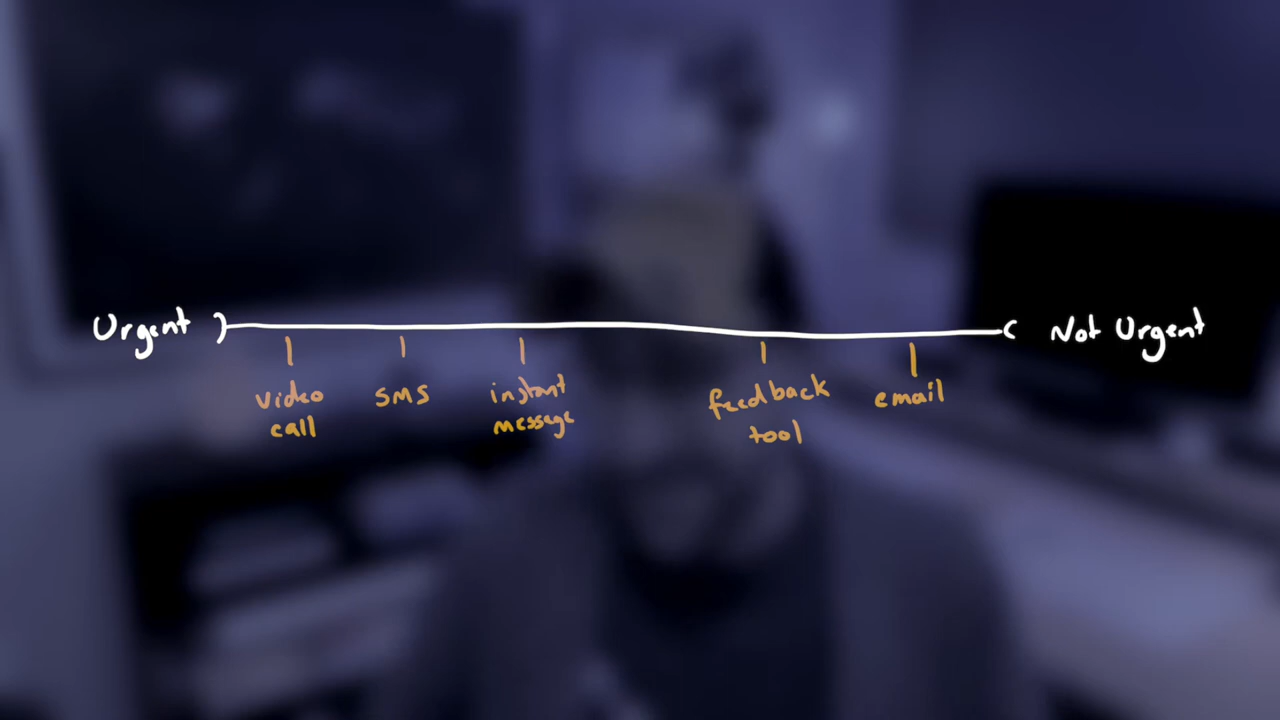 Urgent
Not Urgent
video
call
SMS
instant
message
feedback
tool
email